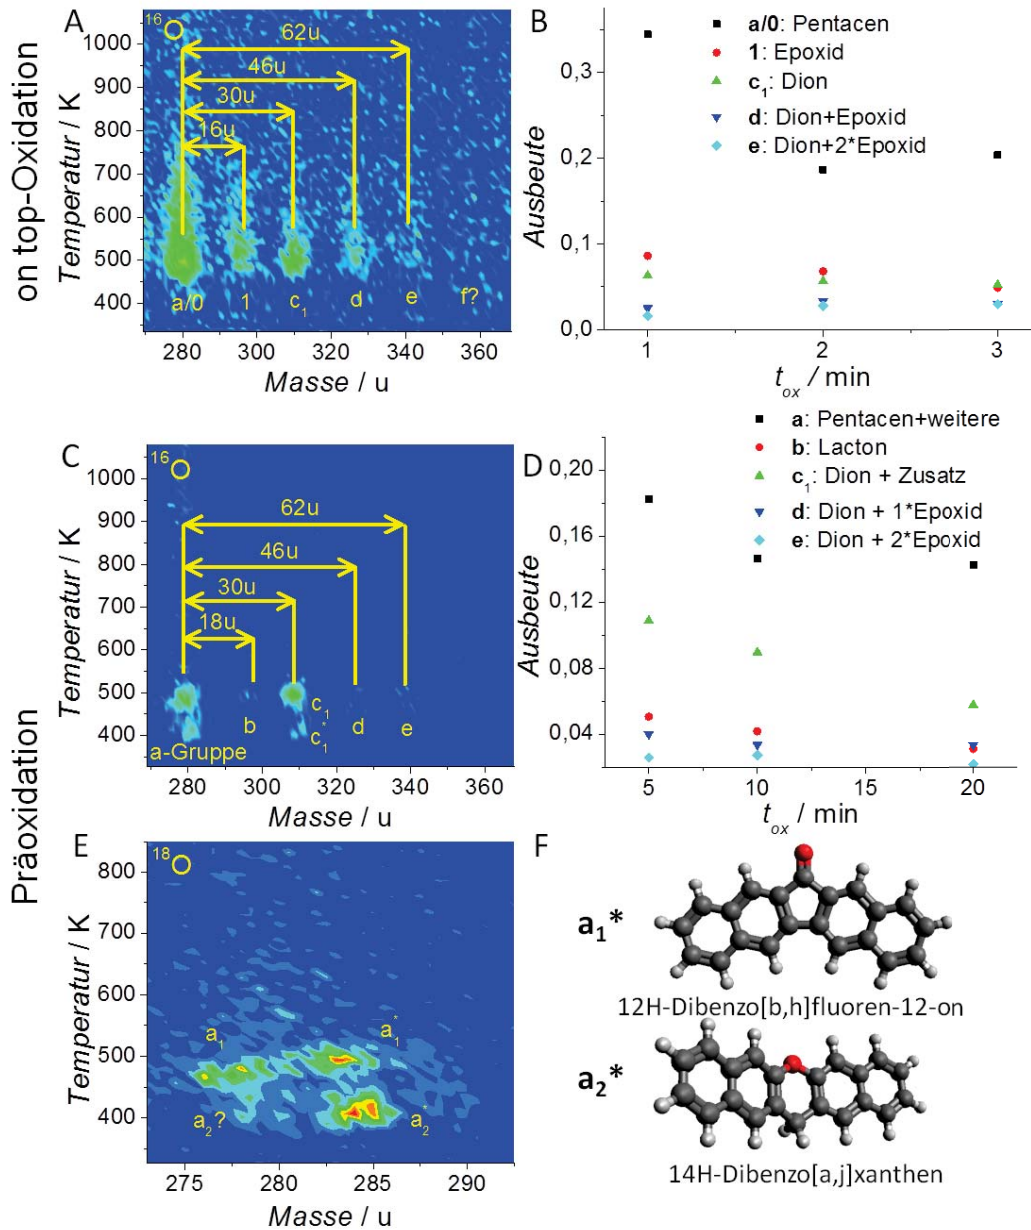 on top-Oxidation
Präoxidation
A
16O
62u
46u
30u
16u
a/0
1
c1
d
e
f?
1000
900
800
700
600
500
400
Temperatur / K
280
300
320
340
360
Masse / u
B
a/0: Pentacen
1: Epoxid
c1: Dion
d: Dion+Epoxid
e: Dion+2*Epoxid
0,3
0,2
0,1
0,0
Ausbeute
1
2
3
tox / min
C
16O
62u
46u
30u
18u
c1
c1*
b
d
e
a-Gruppe
1000
900
800
700
600
500
400
Temperatur / K
280
300
320
340
360
Masse / u
D
a: Pentacen+weitere
b: Lacton
c1: Dion + Zusatz
d: Dion + 1*Epoxid
e: Dion + 2*Epoxid
0,20
0,16
0,12
0,08
0,04
Ausbeute
5
10
15
20
tox / min
E
18O
a1
a1*
a2?
a2*
800
700
600
500
400
Temperatur / K
275
280
285
290
Masse / u
F
a1*
12H-Dibenzo[b,h]fluoren-12-on
a2*
14H-Dibenzo[a,j]xanthen